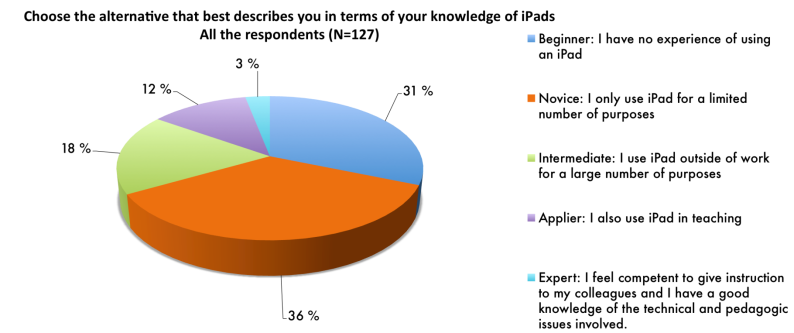 Choose the alternative that best describes you in terms of your knowledge of iPads
All the respondents (N=127)
3 %
12 %
31 %
18 %
36 %
Beginner: I have no experience of using
an iPad
Novice: I only use iPad for a limited
number of purposes
Intermediate: I use iPad outside of work
for a large number of purposes
Applier: I also use iPad in teaching
Expert: I feel competent to give instruction
to my colleagues and I have a good
knowledge of the technical and pedagogic
issues involved.